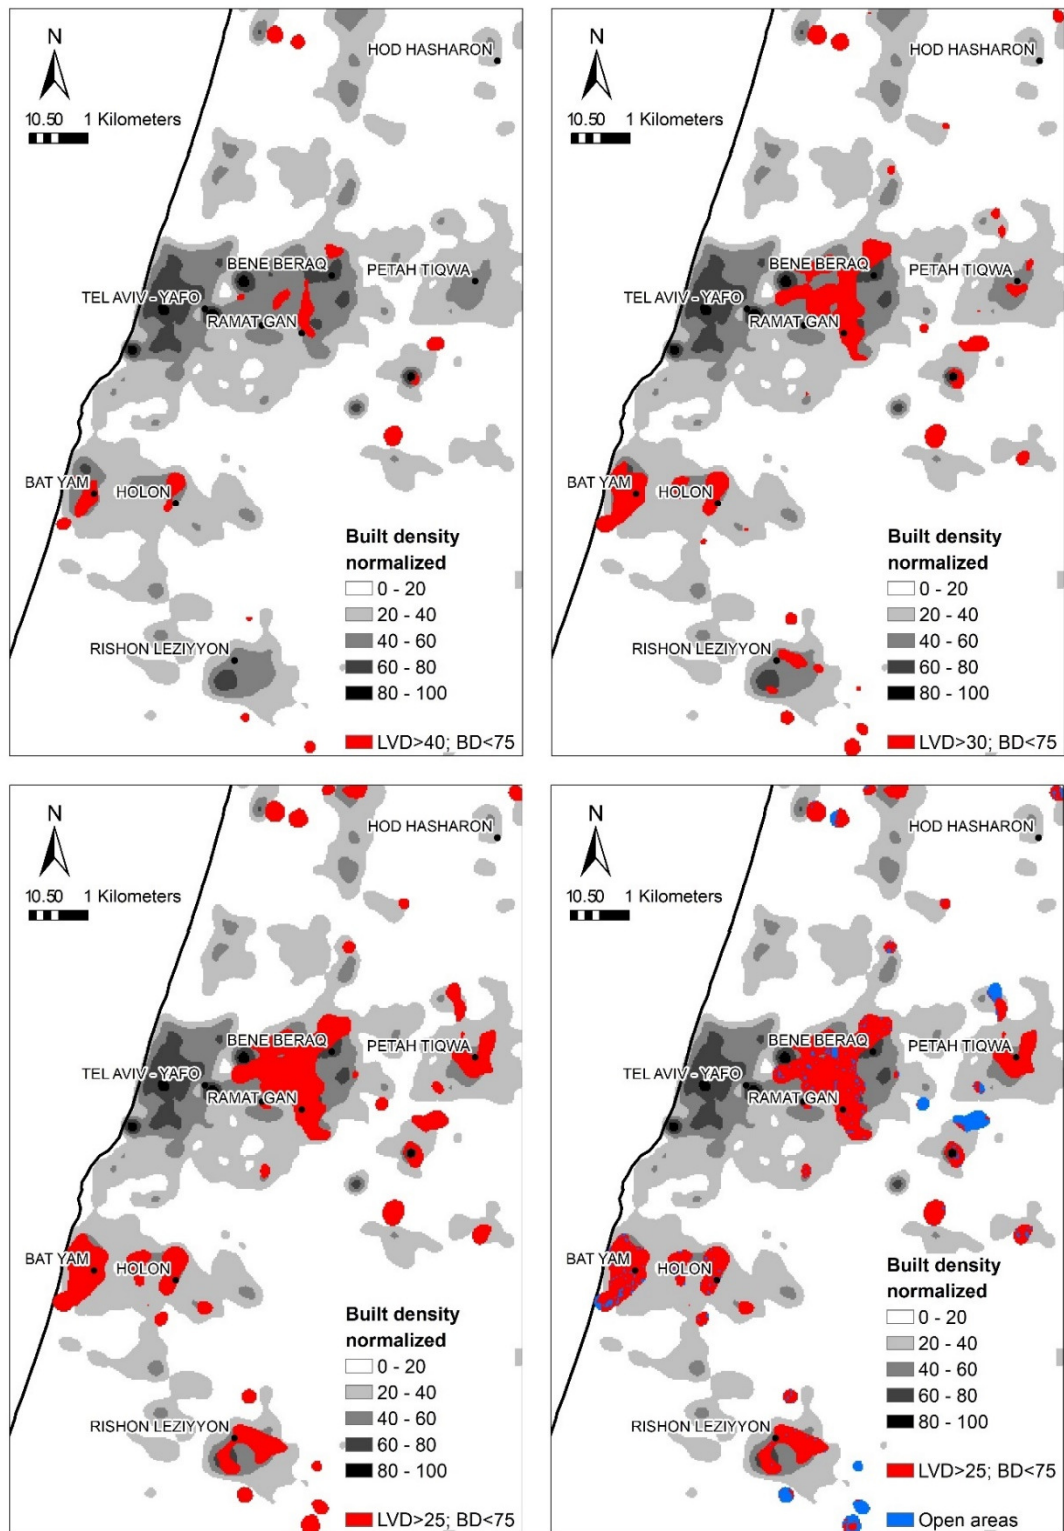 N
HOD HASHARON
10.50 1 Kilometers
BENE BERAQ
PETAH TIQWA
TEL AVIV - YAFO
RAMAT GAN
BAT YAM
HOLON
Built density
normalized
0 - 20
20 - 40
40 - 60
60 - 80
80 - 100
RISHON LEZIYYON
LVD>40; BD<75
N
HOD HASHARON
10.50 1 Kilometers
BENE BERAQ
PETAH TIQWA
TEL AVIV - YAFO
RAMAT GAN
BAT YAM
HOLON
Built density
normalized
0 - 20
20 - 40
40 - 60
60 - 80
80 - 100
RISHON LEZIYYON
LVD>30; BD<75
N
HOD HASHARON
10.50 1 Kilometers
BENE BERAQ
PETAH TIQWA
TEL AVIV - YAFO
RAMAT GAN
BAT YAM
HOLON
Built density
normalized
0 - 20
20 - 40
40 - 60
60 - 80
80 - 100
RISHON LEZIYYON
LVD>25; BD<75
N
HOD HASHARON
10.50 1 Kilometers
BENE BERAQ
PETAH TIQWA
TEL AVIV - YAFO
RAMAT GAN
BAT YAM
HOLON
Built density
normalized
0 - 20
20 - 40
40 - 60
60 - 80
80 - 100
RISHON LEZIYYON
LVD>25; BD<75
Open areas